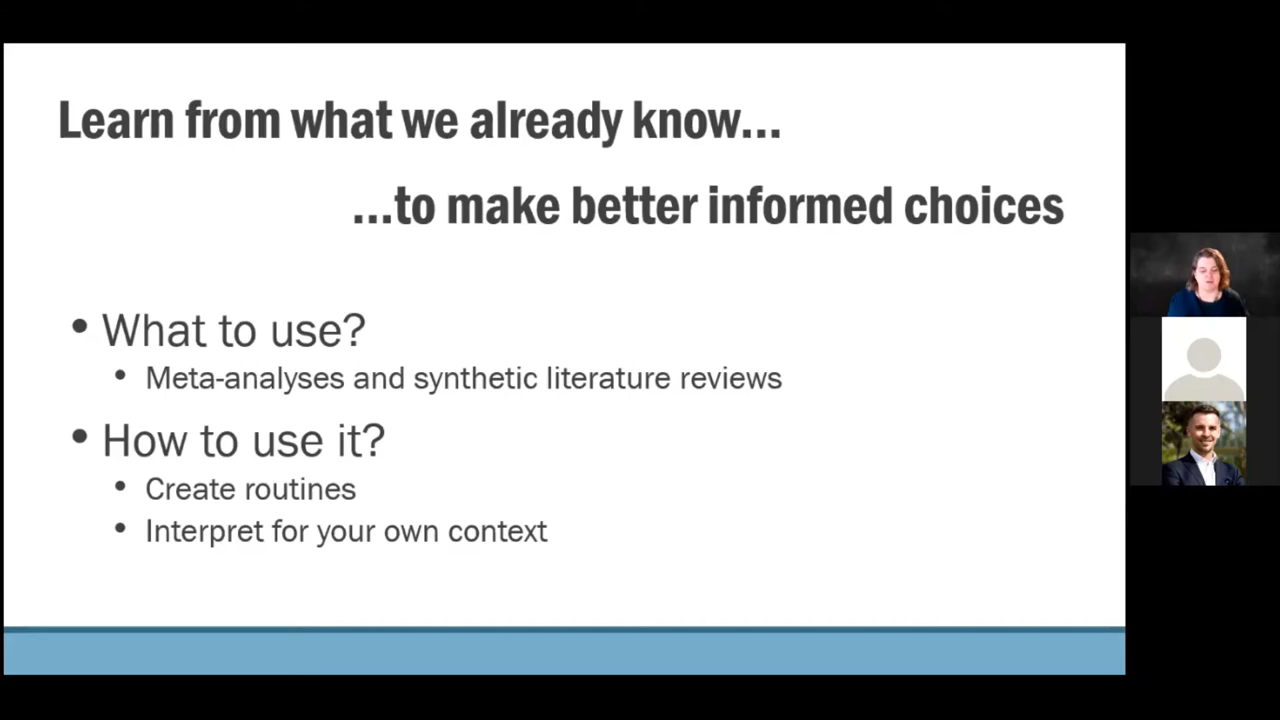 Learn from what we already know...
...to make better informed choices
• What to use?
• Meta-analyses and synthetic literature reviews
• How to use it?
• Create routines
• Interpret for your own context